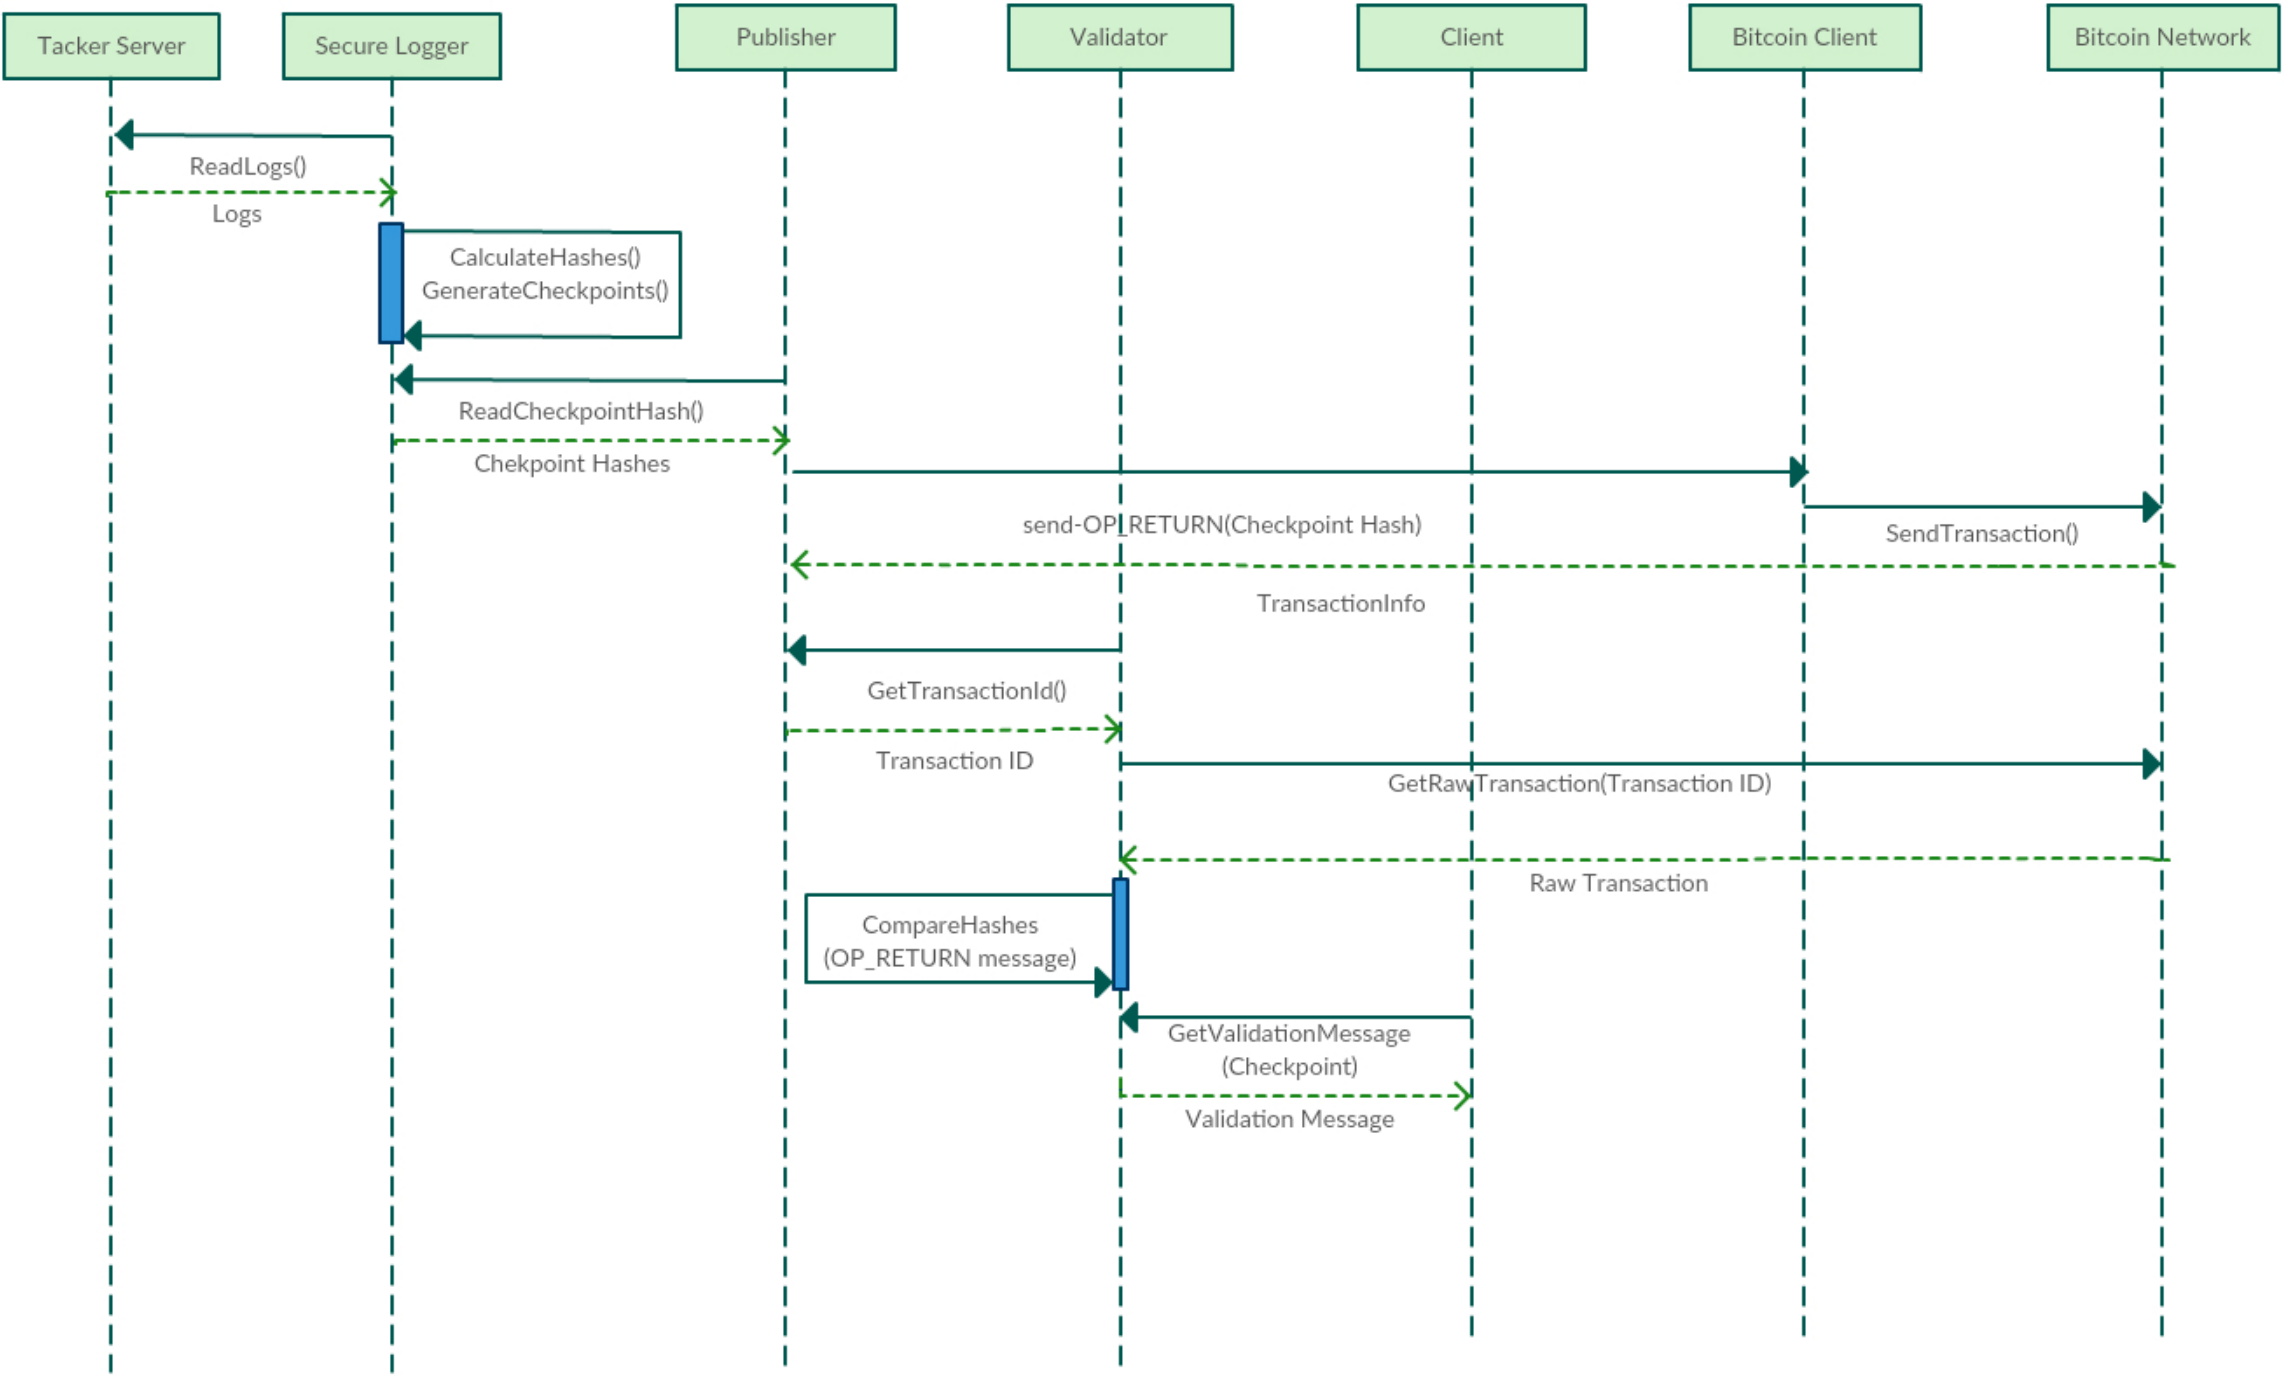 Tacker Server
Secure Logger
Publisher
Validator
Client
Bitcoin Client
Bitcoin Network
ReadLogs()
Logs
CalculateHashes()
GenerateCheckpoints()
ReadCheckpointHash()
Chekpoint Hashes
send-OP_RETURN(Checkpoint Hash)
SendTransaction()
TransactionInfo
GetTransactionId()
Transaction ID
GetRawTransaction(Transaction ID)
Raw Transaction
CompareHashes
(OP_RETURN message)
GetValidationMessage
(Checkpoint)
Validation Message